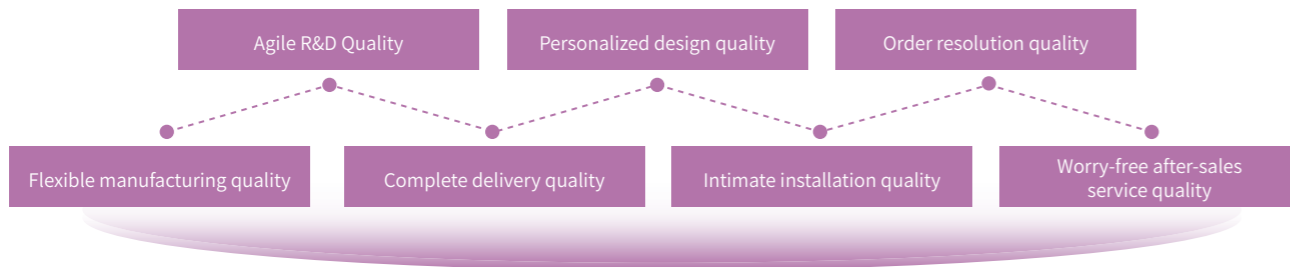 Agile R&D Quality
Personalized design quality
Order resolution quality
Flexible manufacturing quality
Complete delivery quality
Intimate installation quality
Worry-free after-sales
service quality